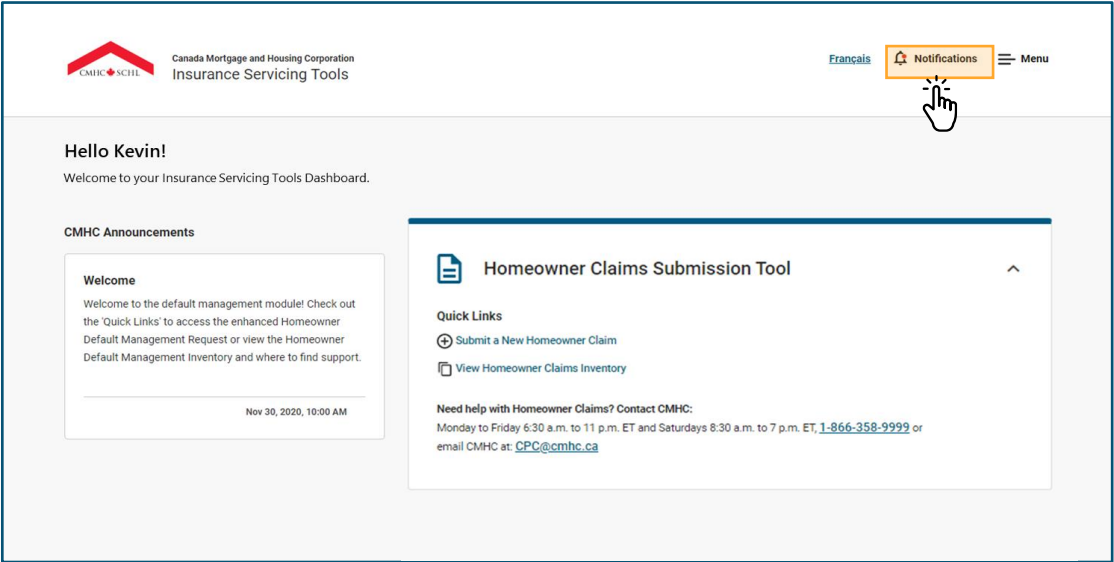 CMHC SCHL
Canada Mortgage and Housing Corporation
Insurance Servicing Tools
Français
Notifications
Menu
Hello Kevin!
Welcome to your Insurance Servicing Tools Dashboard.
CMHC Announcements
Welcome
Welcome to the default management module! Check out
the 'Quick Links' to access the enhanced Homeowner
Default Management Request or view the Homeowner
Default Management Inventory and where to find support.
Nov 30, 2020, 10:00 AM
Homeowner Claims Submission Tool
Quick Links
Submit a New Homeowner Claim
View Homeowner Claims Inventory
Need help with Homeowner Claims? Contact CMHC:
Monday to Friday 6:30 a.m. to 11 p.m. ET and Saturdays 8:30 a.m. to 7 p.m. ET, 1-866-358-9999 or
email CMHC at: CPC@cmhc.ca